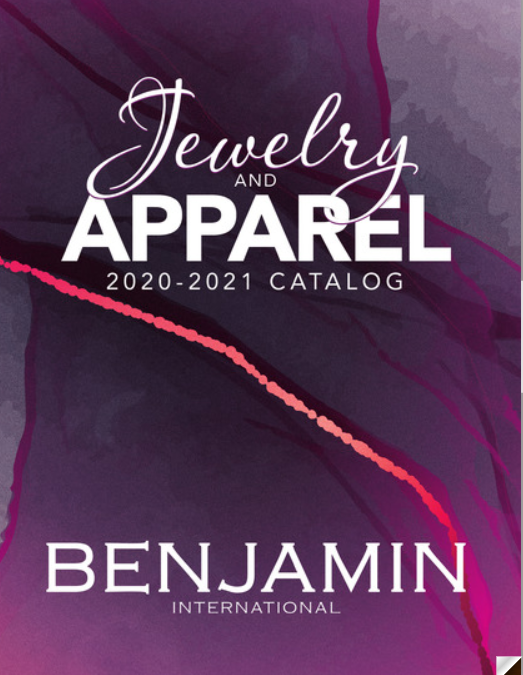 Jewelry
AND
APPAREL
2020-2021 CATALOG
BENJAMIN
INTERNATIONAL